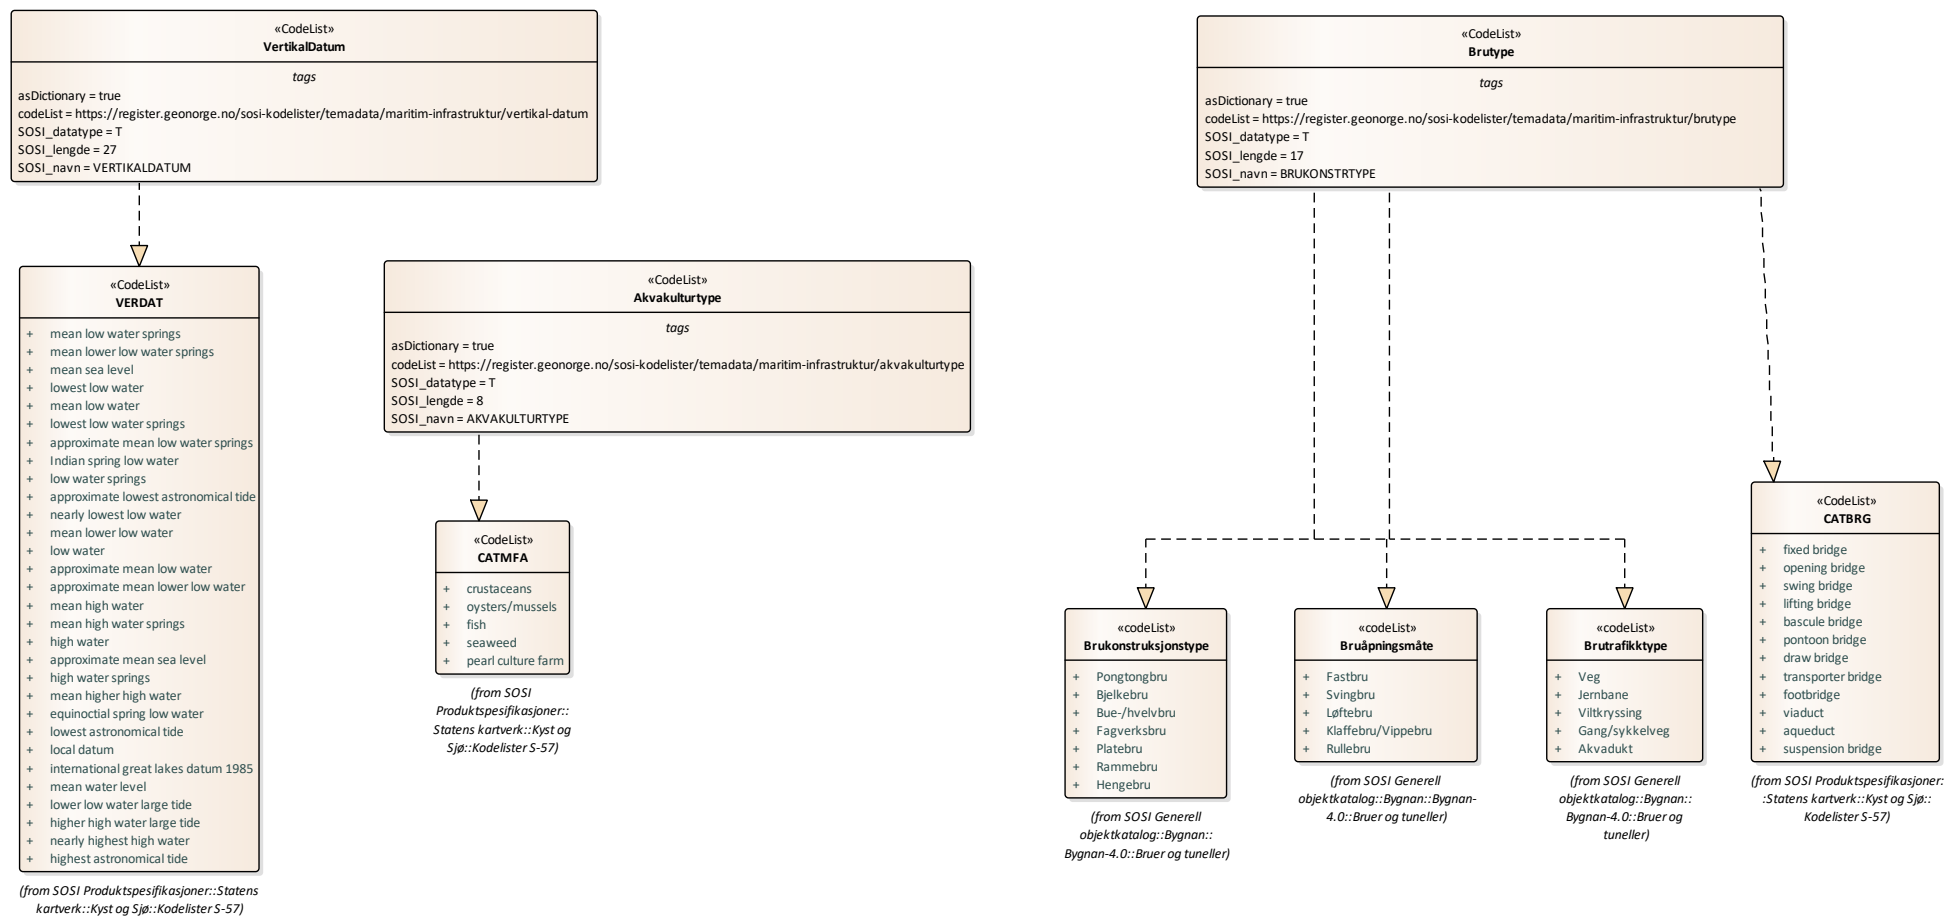 «CodeList»
VertikalDatum
tags
asDictionary = true
codeList = https://register.geonorge.no/sosi-kodelister/temadata/maritim-infrastruktur/vertikal-datum
SOSI_datatype = T
SOSI_lengde = 27
SOSI_navn = VERTIKALDATUM
«CodeList»
VERDAT
+ mean low water springs
+ mean lower low water springs
+ mean sea level
+ lowest low water
+ mean low water
+ lowest low water springs
+ approximate mean low water springs
+ Indian spring low water
+ low water springs
+ approximate lowest astronomical tide
+ nearly lowest low water
+ mean lower low water
+ low water
+ approximate mean low water
+ approximate mean lower low water
+ mean high water
+ mean high water springs
+ high water
+ approximate mean sea level
+ high water springs
+ mean higher high water
+ equinoctial spring low water
+ lowest astronomical tide
+ local datum
+ international great lakes datum 1985
+ mean water level
+ lower low water large tide
+ higher high water large tide
+ nearly highest high water
+ highest astronomical tide
(from SOSI Produktspesifikasjoner::Statens
kartverk::Kyst og Sjø::Kodelister S-57)
«CodeList»
Akvakulturtype
tags
asDictionary = true
codeList = https://register.geonorge.no/sosi-kodelister/temadata/maritim-infrastruktur/akvakulturtype
SOSI_datatype = T
SOSI_lengde = 8
SOSI_navn = AKVAKULTURTYPE
«CodeList»
CATMFA
+ crustaceans
+ oysters/mussels
+ fish
+ seaweed
+ pearl culture farm
(from SOSI
Produktspesifikasjoner::
Statens kartverk::Kyst og
Sjø::Kodelister S-57)
«CodeList»
Brutype
tags
asDictionary = true
codeList = https://register.geonorge.no/sosi-kodelister/temadata/maritim-infrastruktur/brutype
SOSI_datatype = T
SOSI_lengde = 17
SOSI_navn = BRUKONSTRTYPE
«codeList»
Brukonstruksjonstype
+ Pongtongbru
+ Bjelkebru
+ Bue-/hvelvbru
+ Fagverksbru
+ Platebru
+ Rammebru
+ Hengebru
(from SOSI Generell
objektkatalog::Bygnan::
Bygnan-4.0::Bruer og tuneller)
«codeList»
Bruåpningsmåte
+ Fastbru
+ Svingbru
+ Løftebru
+ Klaffebru/Vippebru
+ Rullebru
(from SOSI Generell
objektkatalog::Bygnan::Bygnan-
4.0::Bruer og tuneller)
«codeList»
Brutrafikktype
+ Veg
+ Jernbane
+ Viltkryssing
+ Gang/sykkelveg
+ Akvadukt
(from SOSI Generell
objektkatalog::Bygnan::
Bygnan-4.0::Bruer og
tuneller)
«CodeList»
CATBRG
+ fixed bridge
+ opening bridge
+ swing bridge
+ lifting bridge
+ bascule bridge
+ pontoon bridge
+ draw bridge
+ transporter bridge
+ footbridge
+ viaduct
+ aqueduct
+ suspension bridge
(from SOSI Produktspesifikasjoner:
:Statens kartverk::Kyst og Sjø::
Kodelister S-57)